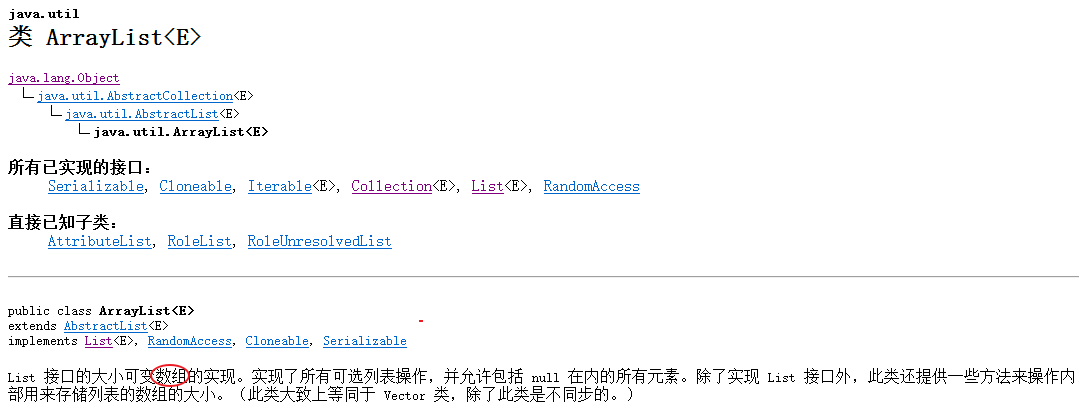 java.util
类 ArrayList<E>
java.lang.Object
java.util.AbstractCollection<E>
java.util.AbstractList<E>
java.util.ArrayList<E>
所有已实现的接口：
Serializable, Cloneable, Iterable<E>, Collection<E>, List<E>, RandomAccess
直接已知子类：
AttributeList, RoleList, RoleUnresolvedList
public class ArrayList<E>
extends AbstractList<E>
implements List<E>, RandomAccess, Cloneable, Serializable
List 接口的大小可变数组的实现。实现了所有可选列表操作，并允许包括 null 在内的所有元素。除了实现 List 接口外，此类还提供一些方法来操作内
部用来存储列表的数组的大小。（此类大致上等同于 Vector 类，除了此类是不同步的。）